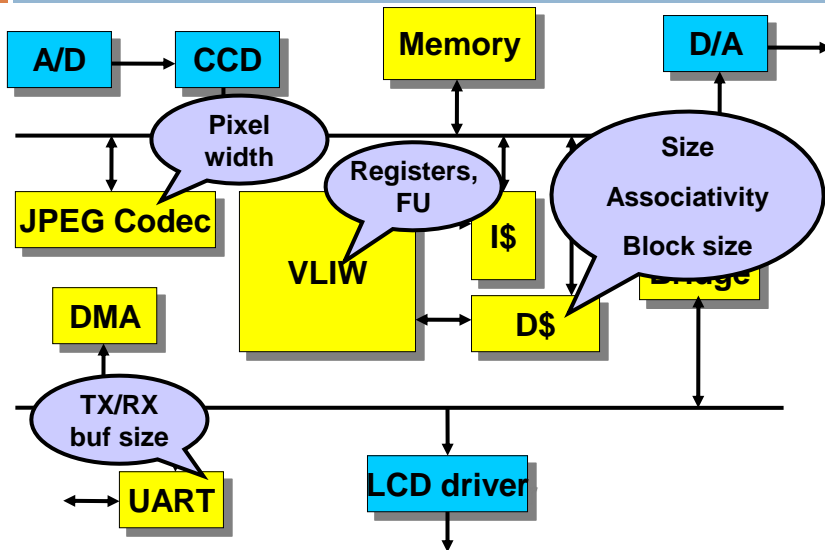 A/D
CCD
Memory
D/A
Pixel
width
Registers,
FU
Size
Associativity
Block size
JPEG Codec
VLIW
I$
Bridge
DMA
D$
TX/RX
buf size
UART
LCD driver